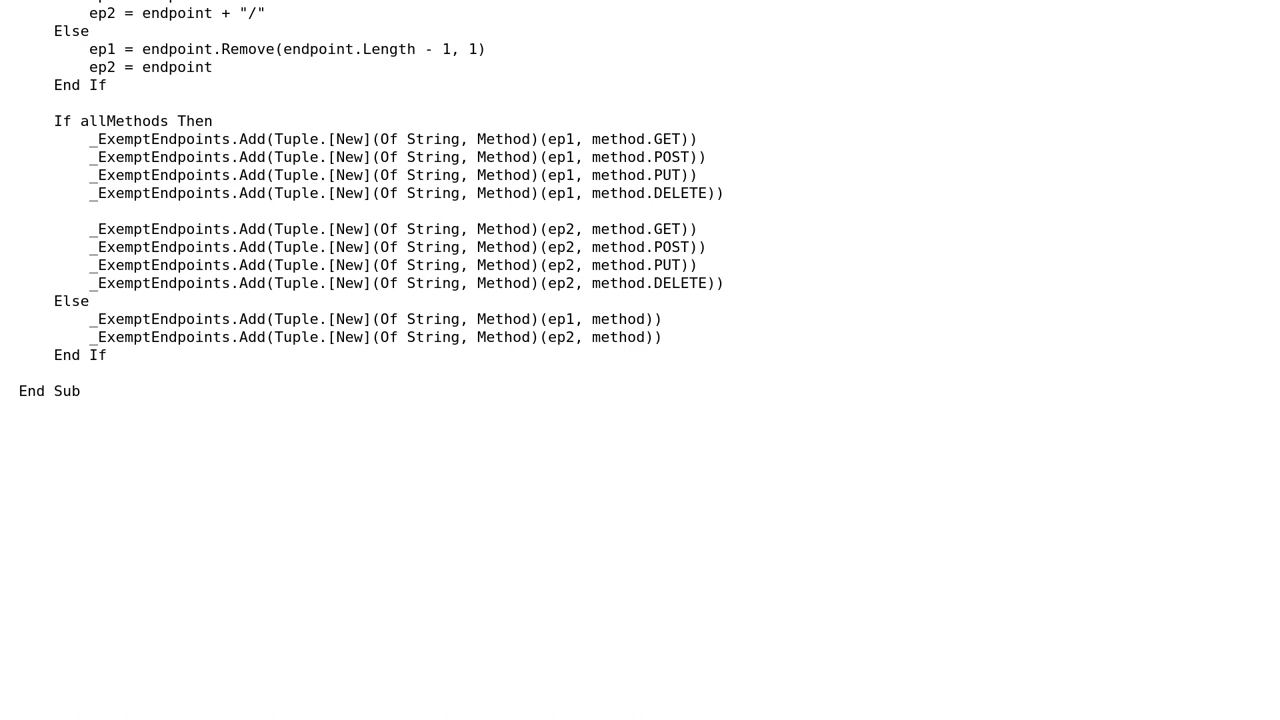 ep2 = endpoint + "/"
Else
ep1 = endpoint.Remove(endpoint.Length - 1, 1)
ep2 = endpoint
End If
If allMethods Then
_ExemptEndpoints.Add(Tuple.[New](Of String, Method)(ep1, method.GET))
_ExemptEndpoints.Add(Tuple.[New](Of String, Method)(ep1, method.POST))
_ExemptEndpoints.Add(Tuple.[New](Of String, Method)(ep1, method.PUT))
_ExemptEndpoints.Add(Tuple.[New](Of String, Method)(ep1, method.DELETE))
_ExemptEndpoints.Add(Tuple.[New](Of String, Method)(ep2, method.GET))
_ExemptEndpoints.Add(Tuple.[New](Of String, Method)(ep2, method.POST))
_ExemptEndpoints.Add(Tuple.[New](Of String, Method)(ep2, method.PUT))
_ExemptEndpoints.Add(Tuple.[New](Of String, Method)(ep2, method.DELETE))
Else
_ExemptEndpoints.Add(Tuple.[New](Of String, Method)(ep1, method))
_ExemptEndpoints.Add(Tuple.[New](Of String, Method)(ep2, method))
End If
End Sub